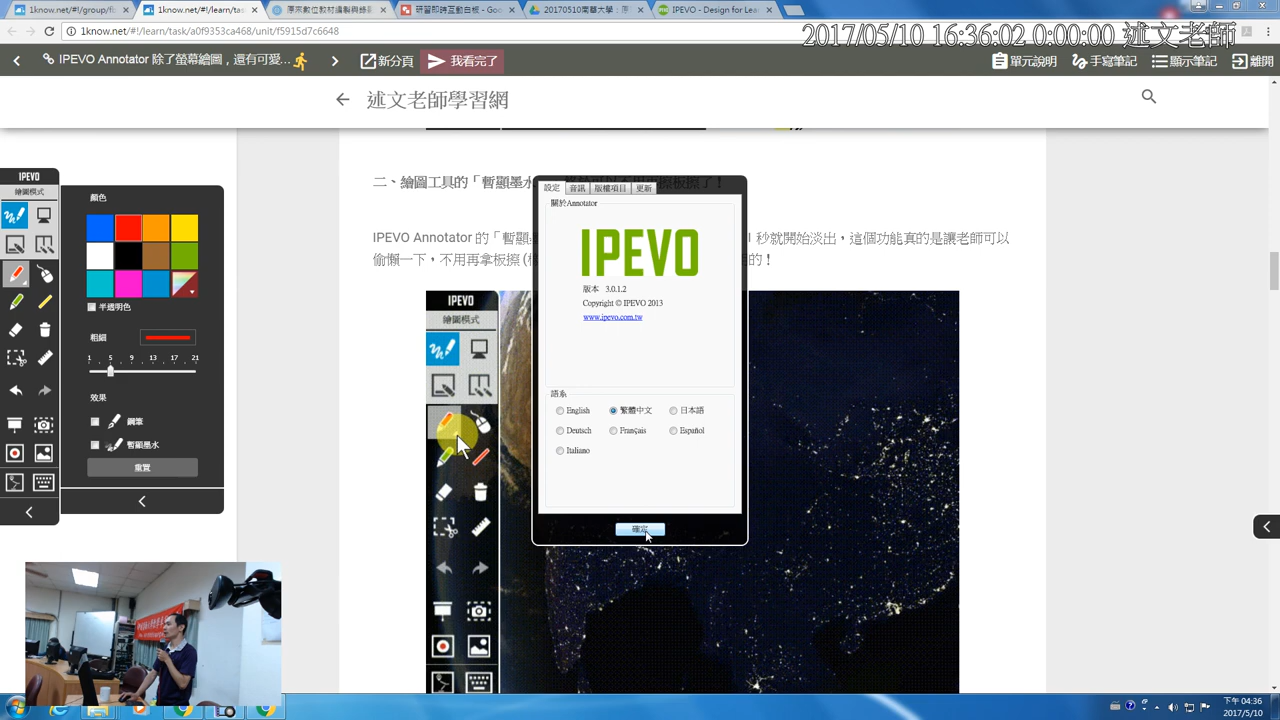 1know.net/#!/group/f
1know.net/#!/learn/ta
原來數位教材編製與錄
研習即時互動白板 - Go
20170510南華大學：原
IPEVO - Design for Lea
1know.net/#!/learn/task/a0f9353ca468/unit/f5915d7c6648
2017/05/10 16:36:02 0:00:00 述文老師
IPEVO Annotator 除了螢幕繪圖，還有可愛…
新分頁
我看完了
單元說明
手寫筆記
顯示筆記
離開
述文老師學習網
二、繪圖工具的「暫顯墨水
IPEVO
繪圖模式
顏色
半透明色
粗細
1 5 9 13 17 21
效果
鋼筆
暫顯墨水
重置
設定 音訊 版權項目 更新
關於Annotator
IPEVO
版本 3.0.1.2
Copyright © IPEVO 2013
www.ipevo.com.tw
語系
English 繁體中文 日本語
Deutsch Français Español
Italiano
確定
IPEVO Annotator 的「暫顯
秒就開始淡出，這個功能真的是讓老師可以
偷懶一下，不用再拿板擦
的！
IPEVO
繪圖模式
下午 04:36
2017/5/10